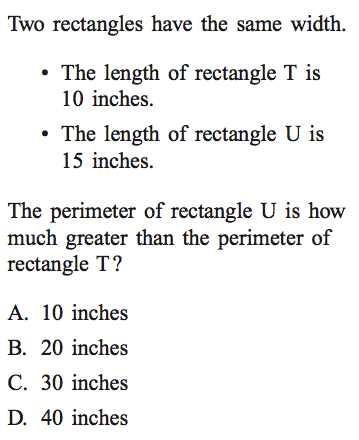 Two rectangles have the same width.
• The length of rectangle T is
10 inches.
• The length of rectangle U is
15 inches.
The perimeter of rectangle U is how
much greater than the perimeter of
rectangle T?
A. 10 inches
B. 20 inches
C. 30 inches
D. 40 inches